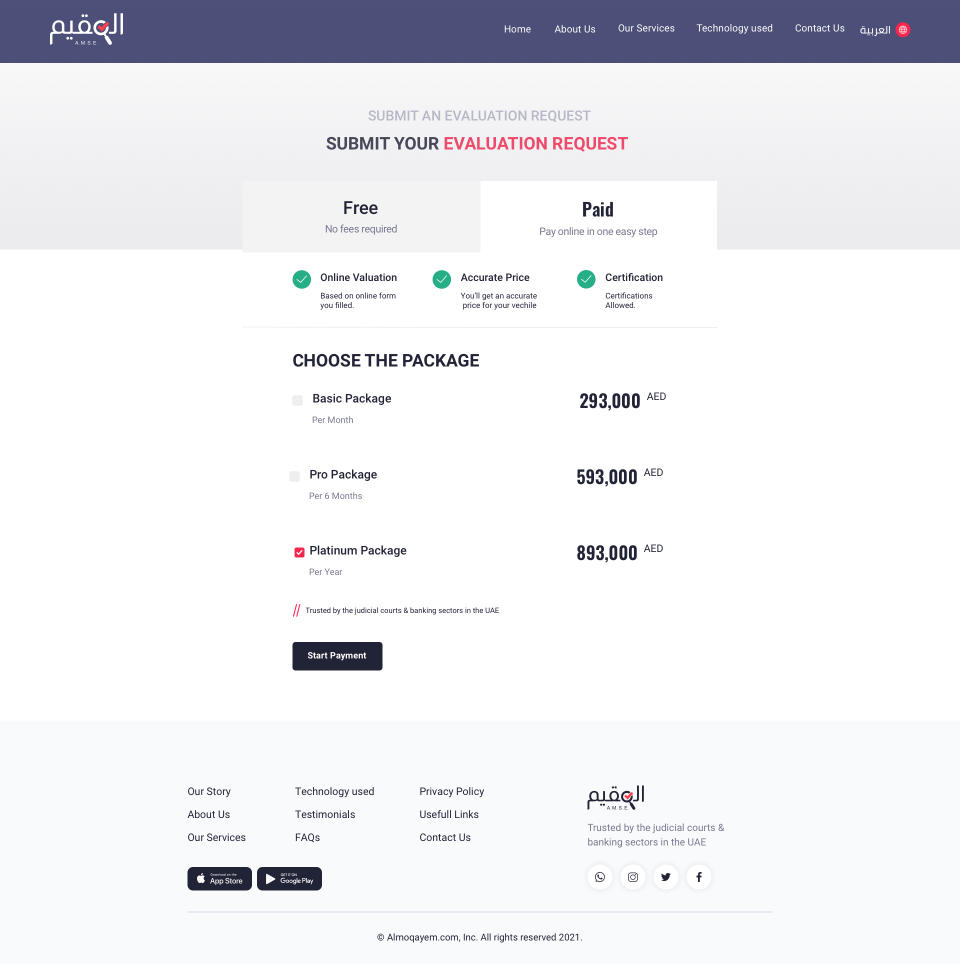 المقيم
A.M.S.E
Home
About Us
Our Services
Technology used
Contact Us
العربية
SUBMIT AN EVALUATION REQUEST
SUBMIT YOUR EVALUATION REQUEST
Free
No fees required
Paid
Pay online in one easy step
Online Valuation
Based on online form
you filled.
Accurate Price
You'll get an accurate
price for your vechile
Certification
Certifications
Allowed.
CHOOSE THE PACKAGE
Basic Package
293,000 AED
Per Month
Pro Package
593,000 AED
Per 6 Months
Platinum Package
893,000 AED
Per Year
// Trusted by the judicial courts & banking sectors in the UAE
Start Payment
Our Story
About Us
Our Services
Technology used
Testimonials
FAQs
Privacy Policy
Usefull Links
Contact Us
Download on the
App Store
GET IT ON
Google Play
المقيم
A.M.S.E
Trusted by the judicial courts &
banking sectors in the UAE
© Almoqayem.com, Inc. All rights reserved 2021.